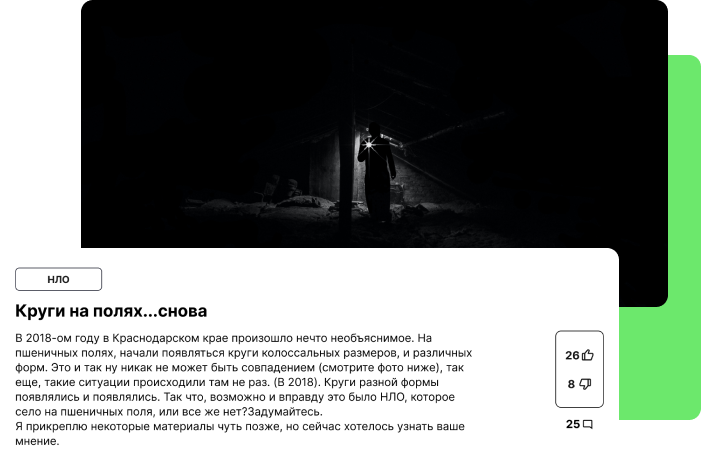 НЛО
Круги на полях...снова
В 2018-ом году в Краснодарском крае произошло нечто необъяснимое. На
пшеничных полях, начали появляться круги колоссальных размеров, и различных
форм. Это и так ну никак не может быть совпадением (смотрите фото ниже), так
еще, такие ситуации происходили там не раз. (В 2018). Круги разной формы
появлялись и появлялись. Так что, возможно и вправду это было НЛО, которое
село на пшеничных поля, или все же нет?Задумайтесь.
Я прикреплю некоторые материалы чуть позже, но сейчас хотелось узнать ваше
мнение.
26
8
25